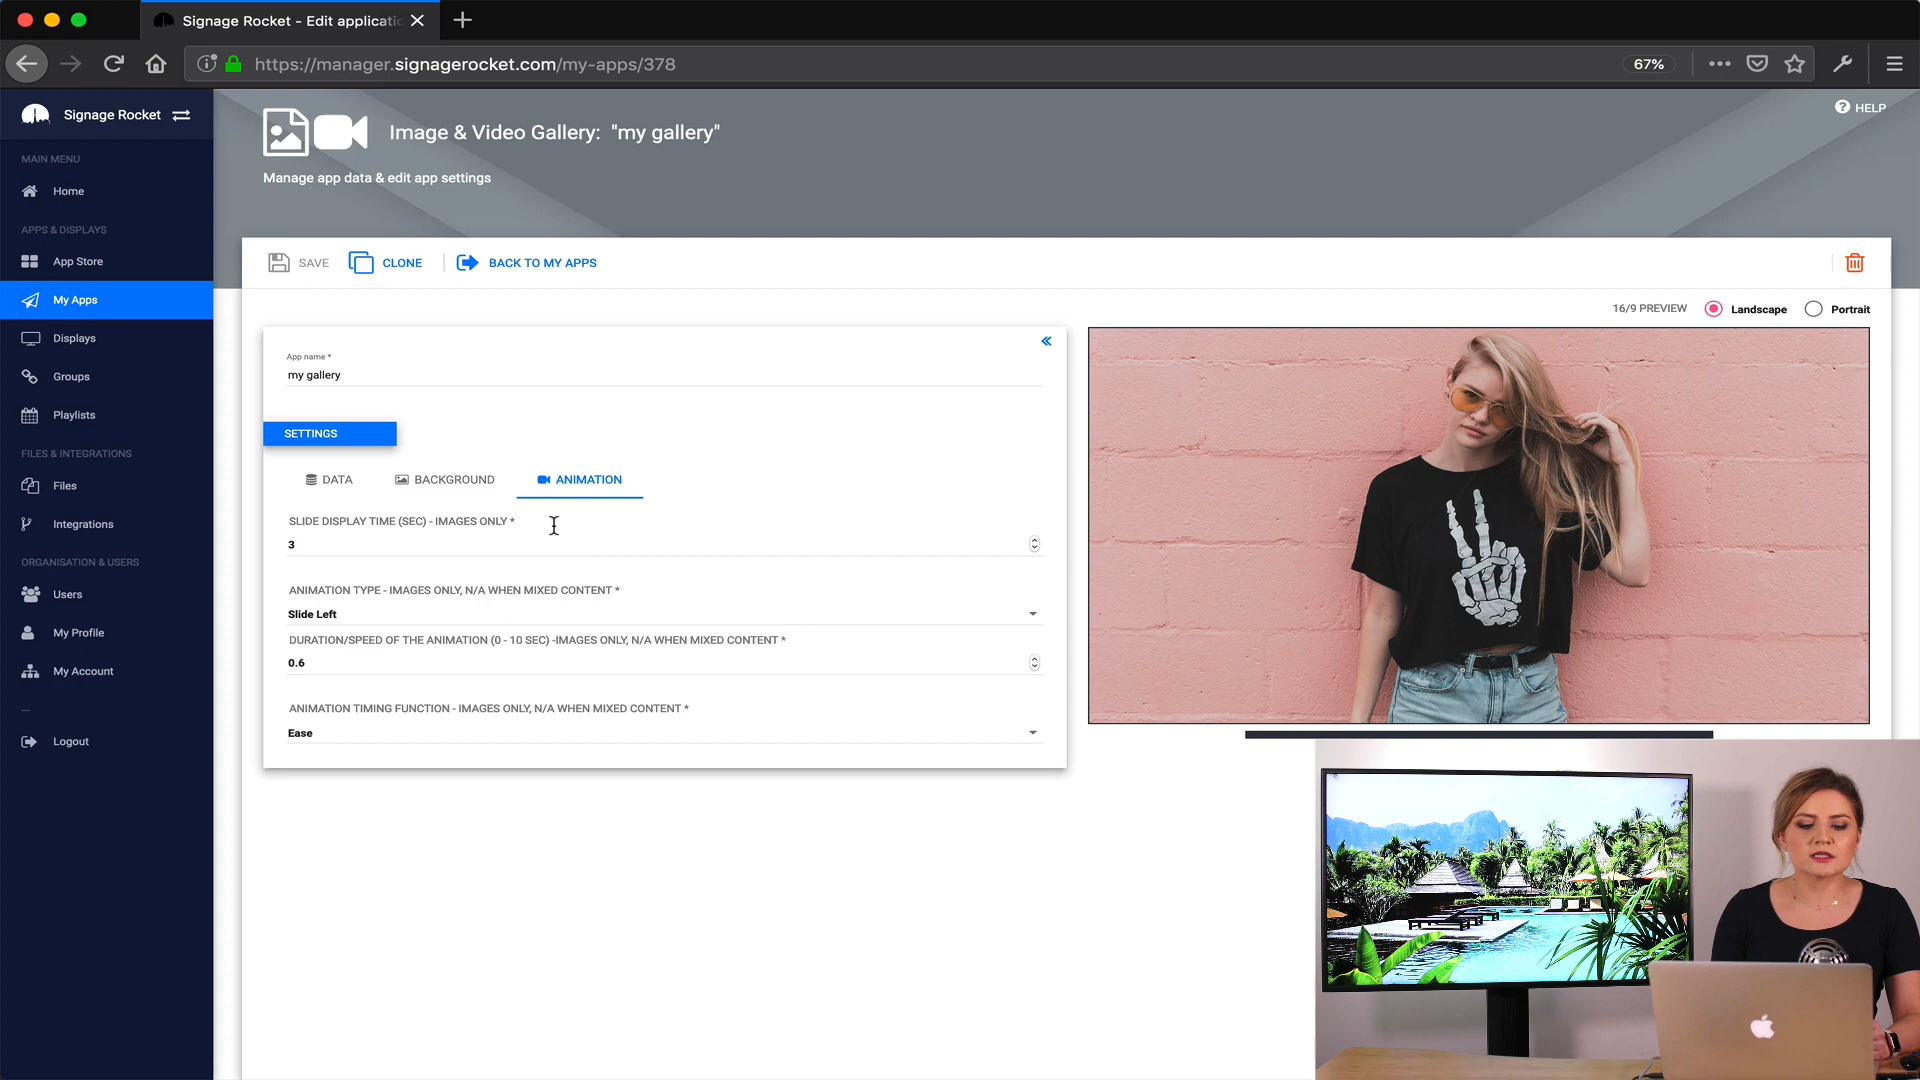 Signage Rocket - Edit applicatio
https://manager.signagerocket.com/my-apps/378
67%
Signage Rocket
MAIN MENU
Home
APPS & DISPLAYS
App Store
My Apps
Displays
Groups
Playlists
FILES & INTEGRATIONS
Files
Integrations
ORGANISATION & USERS
Users
My Profile
My Account
Logout
HELP
Image & Video Gallery: "my gallery"
Manage app data & edit app settings
SAVE
CLONE
BACK TO MY APPS
16/9 PREVIEW
Landscape
Portrait
App name *
my gallery
SETTINGS
DATA
BACKGROUND
ANIMATION
SLIDE DISPLAY TIME (SEC) - IMAGES ONLY *
3
ANIMATION TYPE - IMAGES ONLY, N/A WHEN MIXED CONTENT *
Slide Left
DURATION/SPEED OF THE ANIMATION (0 - 10 SEC) -IMAGES ONLY, N/A WHEN MIXED CONTENT *
0.6
ANIMATION TIMING FUNCTION - IMAGES ONLY, N/A WHEN MIXED CONTENT *
Ease